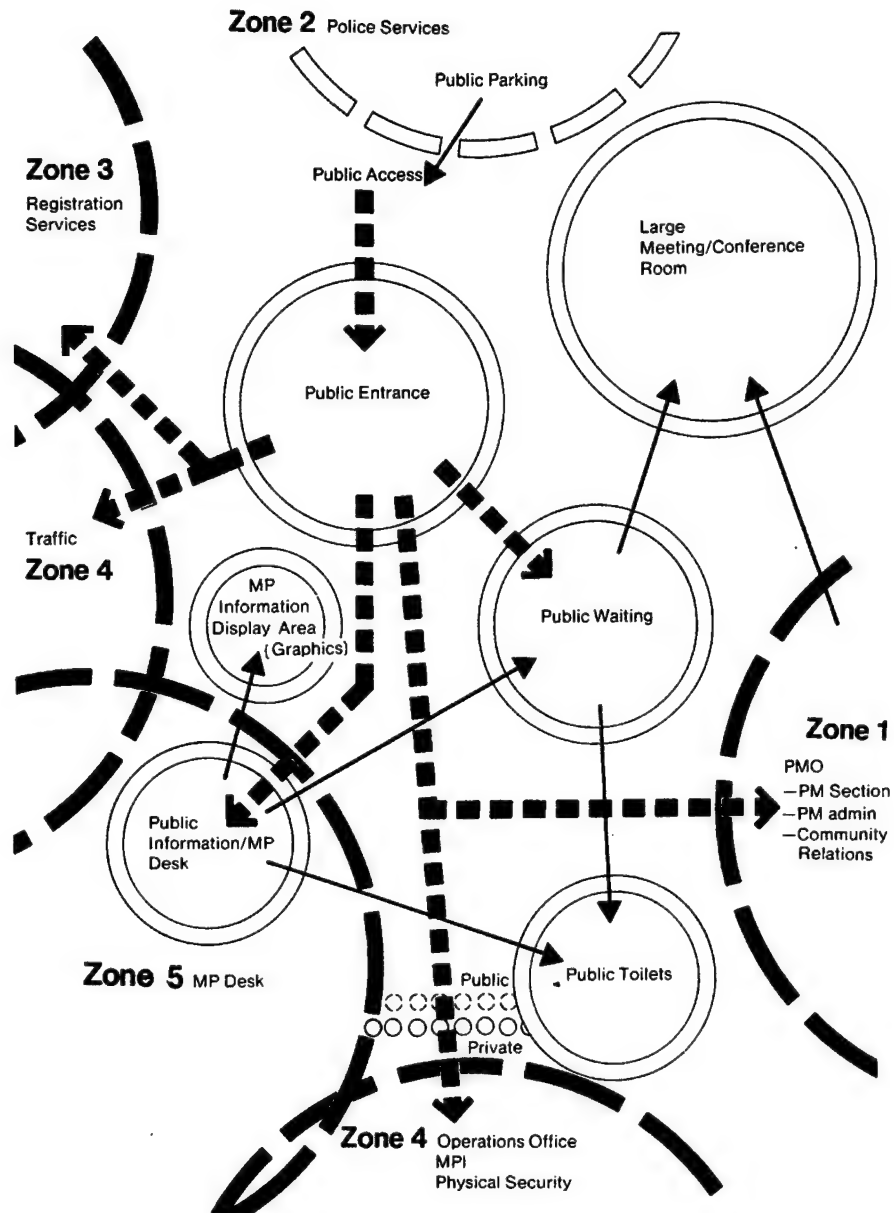 Zone 2 Police Services
Public Parking
Zone 3
Registration
Services
Public Access
Large
Meeting/Conference
Room
Public Entrance
Traffic
Zone 4
MP
Information
Display Area
(Graphics)
Public Waiting
Zone 1
PMO
—PM Section
—PM admin
—Community
Relations
Public
Information/MP
Desk
Zone 5 MP Desk
Public
Public Toilets
Private
Zone 4 Operations Office
MPI
Physical Security